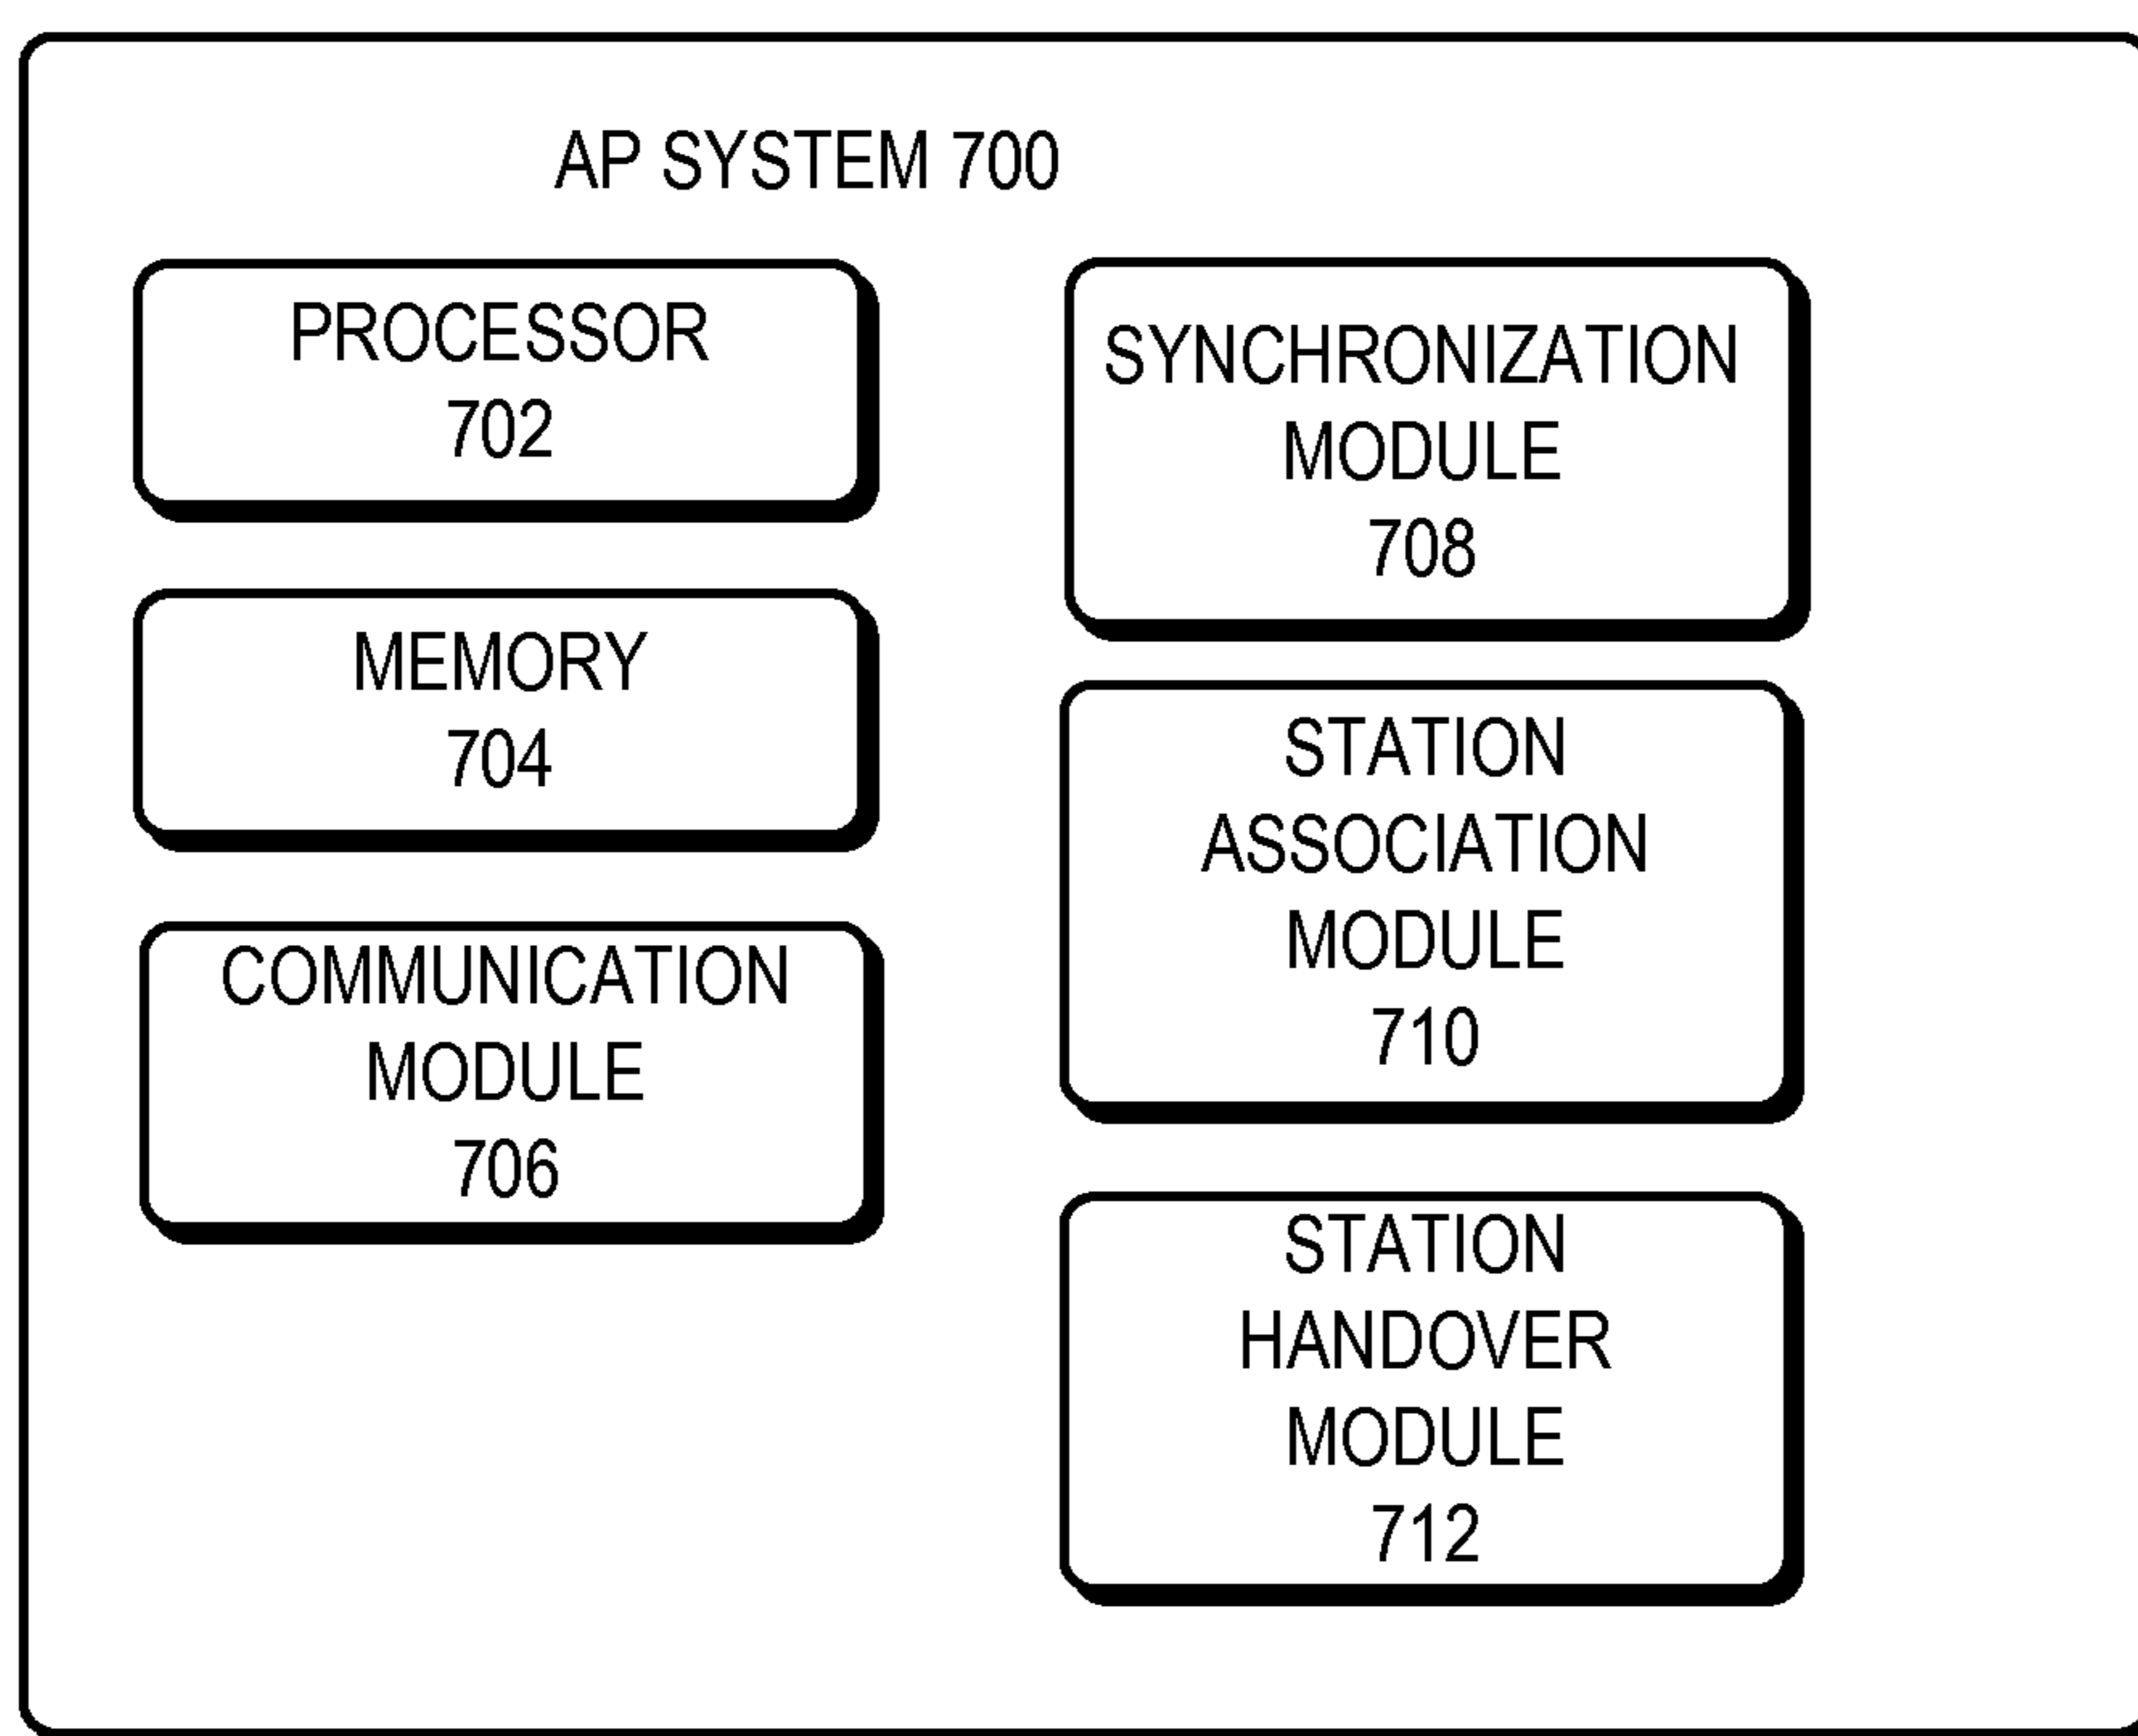 AP SYSTEM 700
PROCESSOR
702
MEMORY
704
COMMUNICATION
MODULE
706
SYNCHRONIZATION
MODULE
708
STATION
ASSOCIATION
MODULE
710
STATION
HANDOVER
MODULE
712